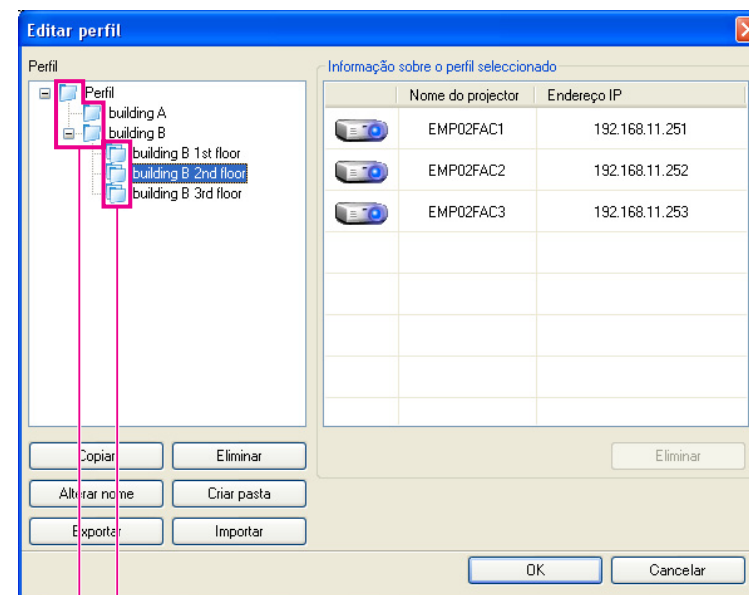 Editar perfil
Perfil
Perfil
building A
building B
building B 1st floor
building B 2nd floor
building B 3rd floor
Informação sobre o perfil seleccionado
Nome do projector Endereço IP
EMP02FAC1 192.168.11.251
EMP02FAC2 192.168.11.252
EMP02FAC3 192.168.11.253
Eliminar
Copiar Eliminar
Alterar nome Criar pasta
Exportar Importar
OK Cancelar